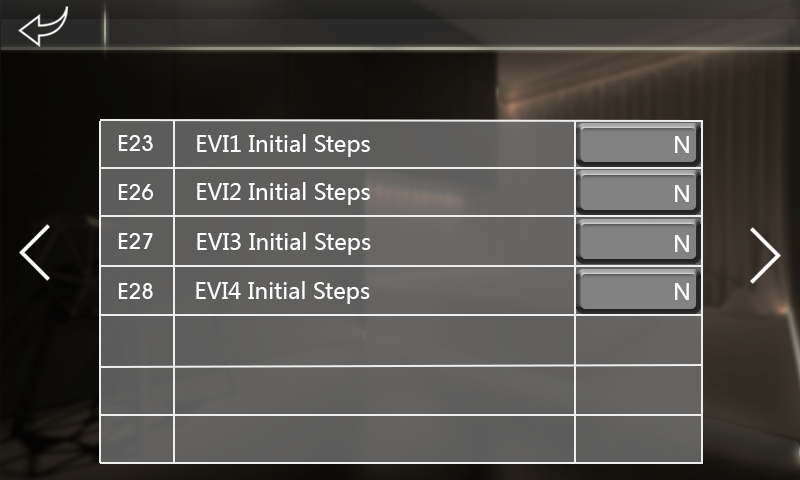 E23 EVI1 Initial Steps N
E26 EVI2 Initial Steps N
E27 EVI3 Initial Steps N
E28 EVI4 Initial Steps N